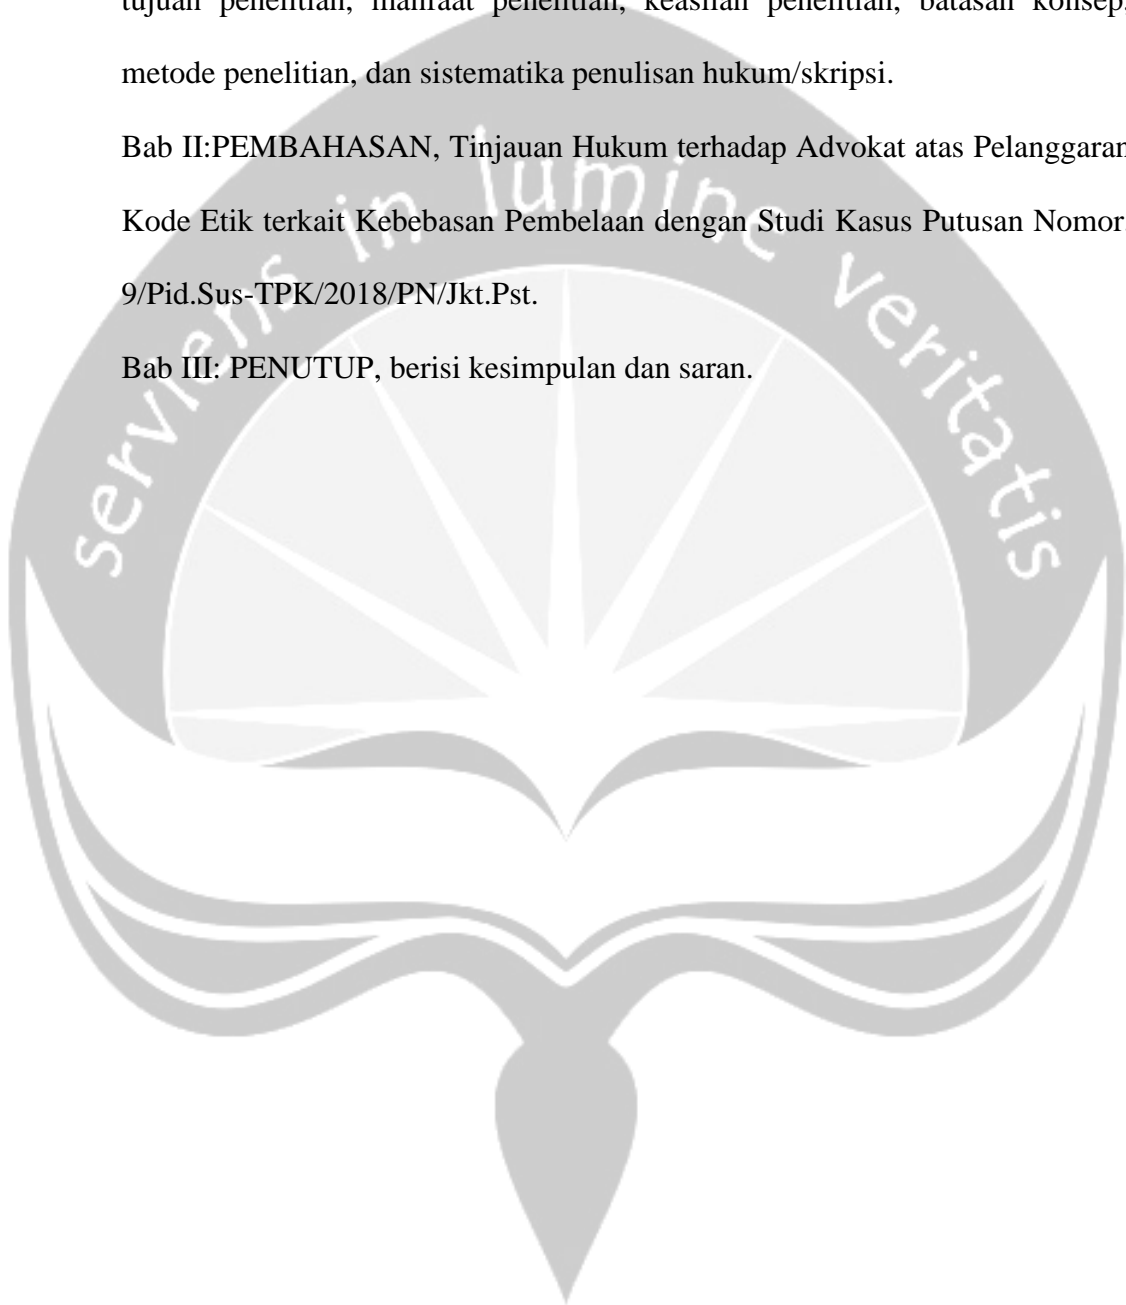 tujuan penelitian, manfaat penelitian, keaslian penelitian, batasan konsep,
metode penelitian, dan sistematika penulisan hukum/skripsi.
Bab II:PEMBAHASAN, Tinjauan Hukum terhadap Advokat atas Pelanggaran
Kode Etik terkait Kebebasan Pembelaan dengan Studi Kasus Putusan Nomor.
9/Pid.Sus-TPK/2018/PN/Jkt.Pst.
Bab III: PENUTUP, berisi kesimpulan dan saran.
serviens in lumine veritatis